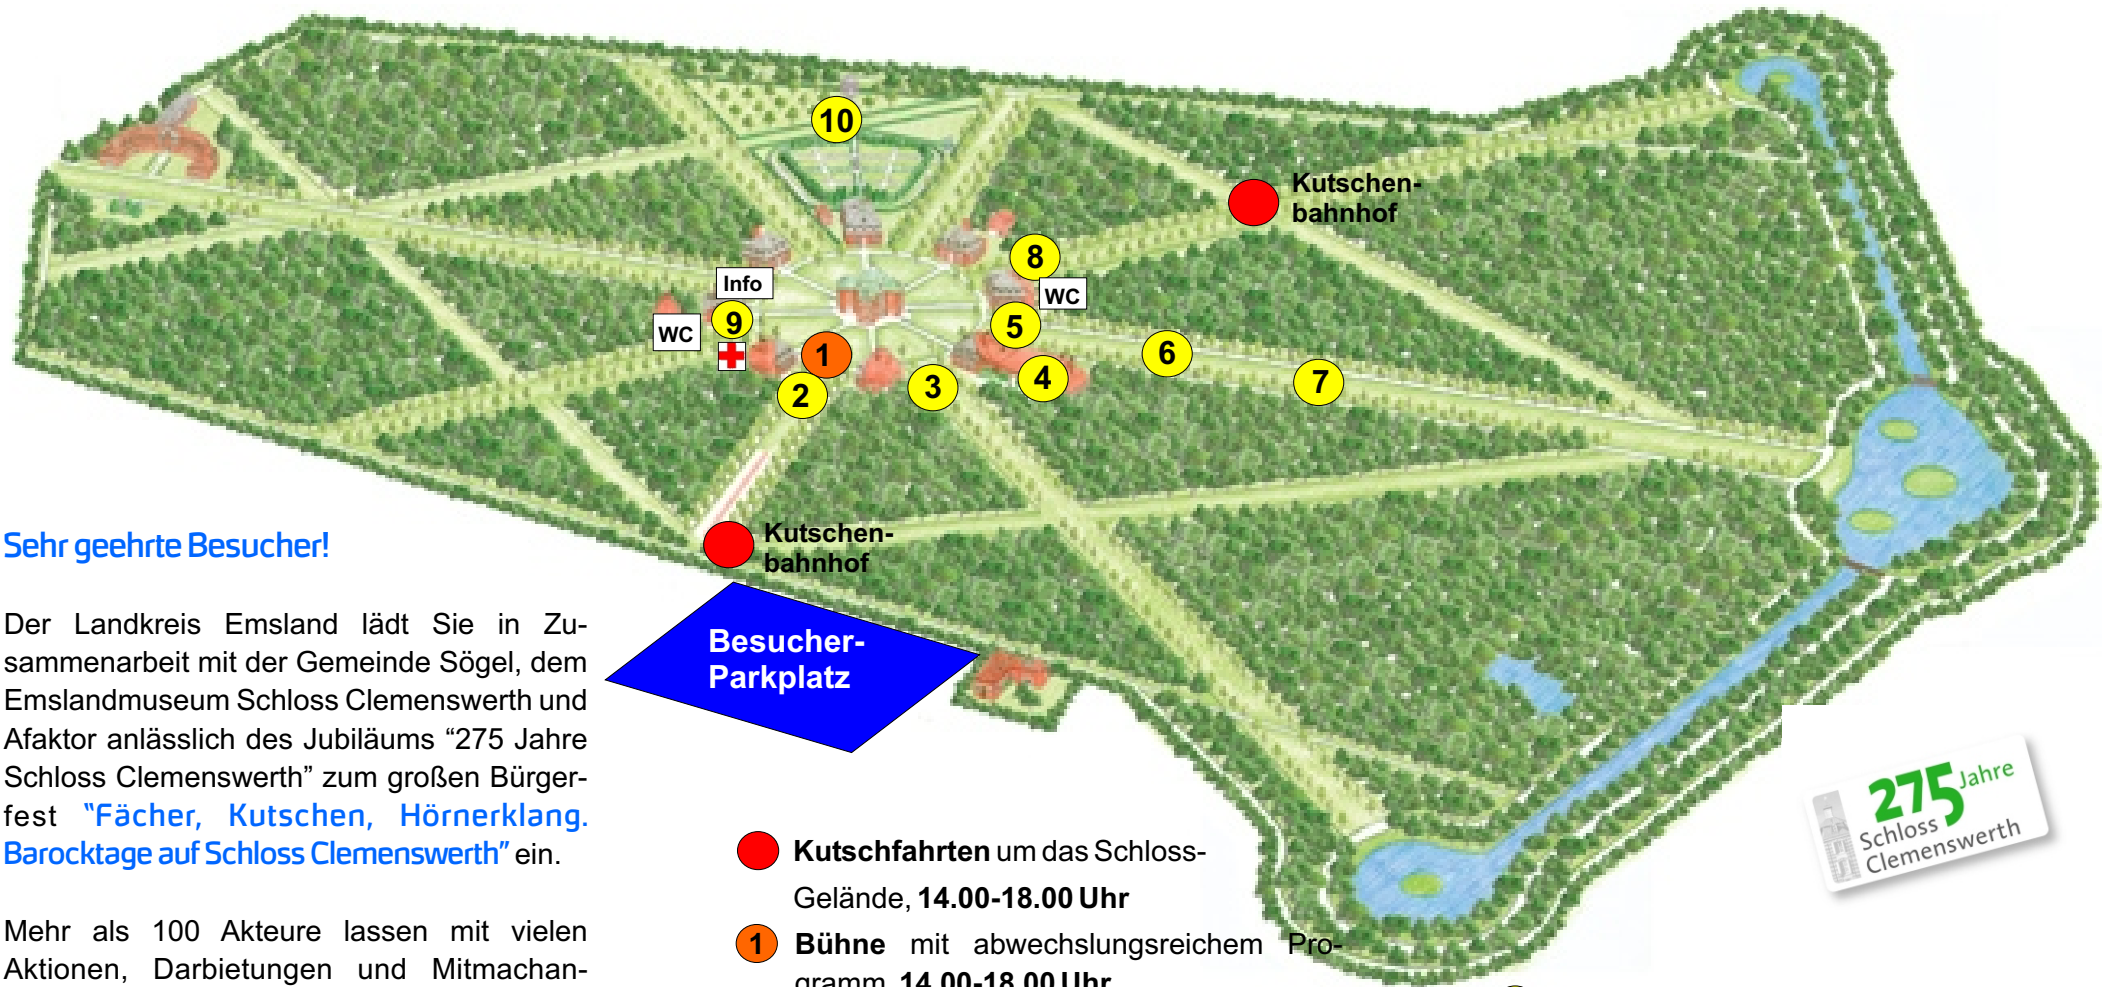 10
Kutschen-
bahnhof
8
Info
WC
9
5
WC
1
6
2
3
4
7
Kutschen-
bahnhof
Besucher-
Parkplatz
Sehr geehrte Besucher!
Der Landkreis Emsland lädt Sie in Zu-
sammenarbeit mit der Gemeinde Sögel, dem
Emslandmuseum Schloss Clemenswerth und
Afaktor anlässlich des Jubiläums “275 Jahre
Schloss Clemenswerth” zum großen Bürger-
fest “Fächer, Kutschen, Hörnerklang.
Barocktage auf Schloss Clemenswerth” ein.
Mehr als 100 Akteure lassen mit vielen
Aktionen, Darbietungen und Mitmachan-
Kutschfahrten um das Schloss-
Gelände, 14.00-18.00 Uhr
1 Bühne mit abwechslungsreichem Pro-
gramm, 14.00-18.00 Uhr
275 Jahre
Schloss
Clemenswerth